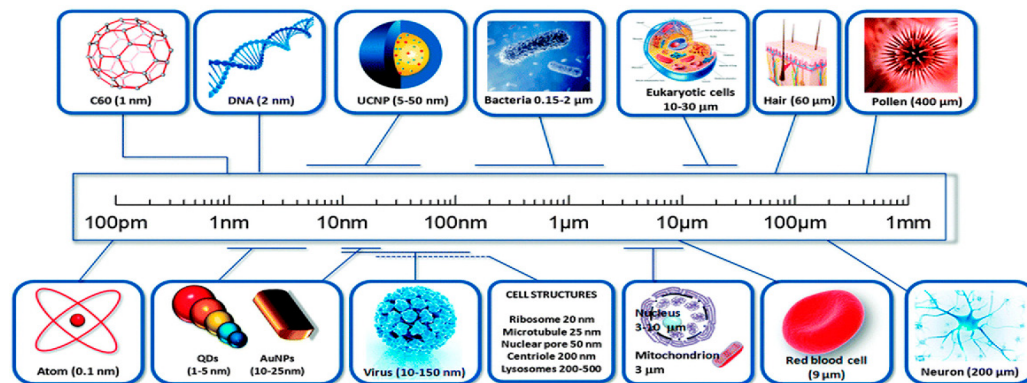 C60 (1 nm)
DNA (2 nm)
UCNP (5-50 nm)
Bacteria 0.15-2 µm
Eukaryotic cells
10-30 µm
Hair (60 µm)
Pollen (400 µm)
100pm 1nm 10nm 100nm 1µm 10µm 100µm 1mm
Atom (0.1 nm)
QDs
(1-5 nm)
AuNPs
(10-25nm)
Virus (10-150 nm)
CELL STRUCTURES
Ribosome 20 nm
Microtubule 25 nm
Nuclear pore 50 nm
Centriole 200 nm
Lysosomes 200-500
Nucleus
3-10 µm
Mitochondrion
3 µm
Red blood cell
(9 µm)
Neuron (200 µm)